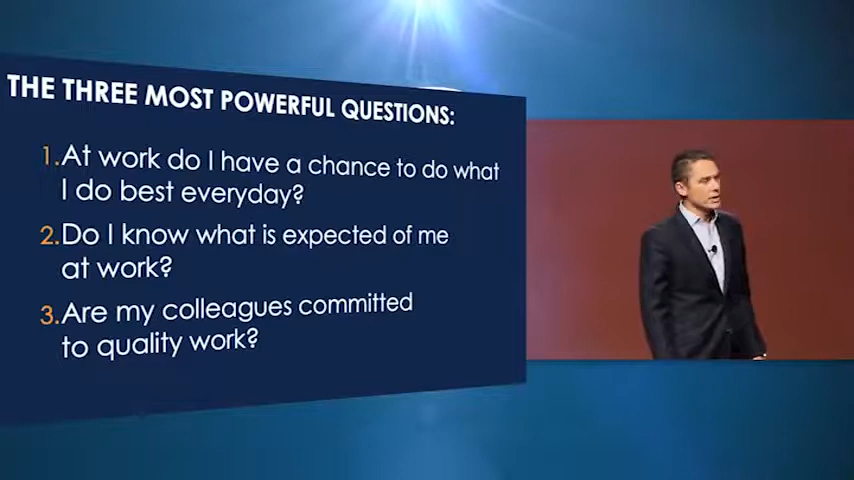 THE THREE MOST POWERFUL QUESTIONS:
1.At work do I have a chance to do what
I do best everyday?
2.Do I know what is expected of me
at work?
3.Are my colleagues committed
to quality work?